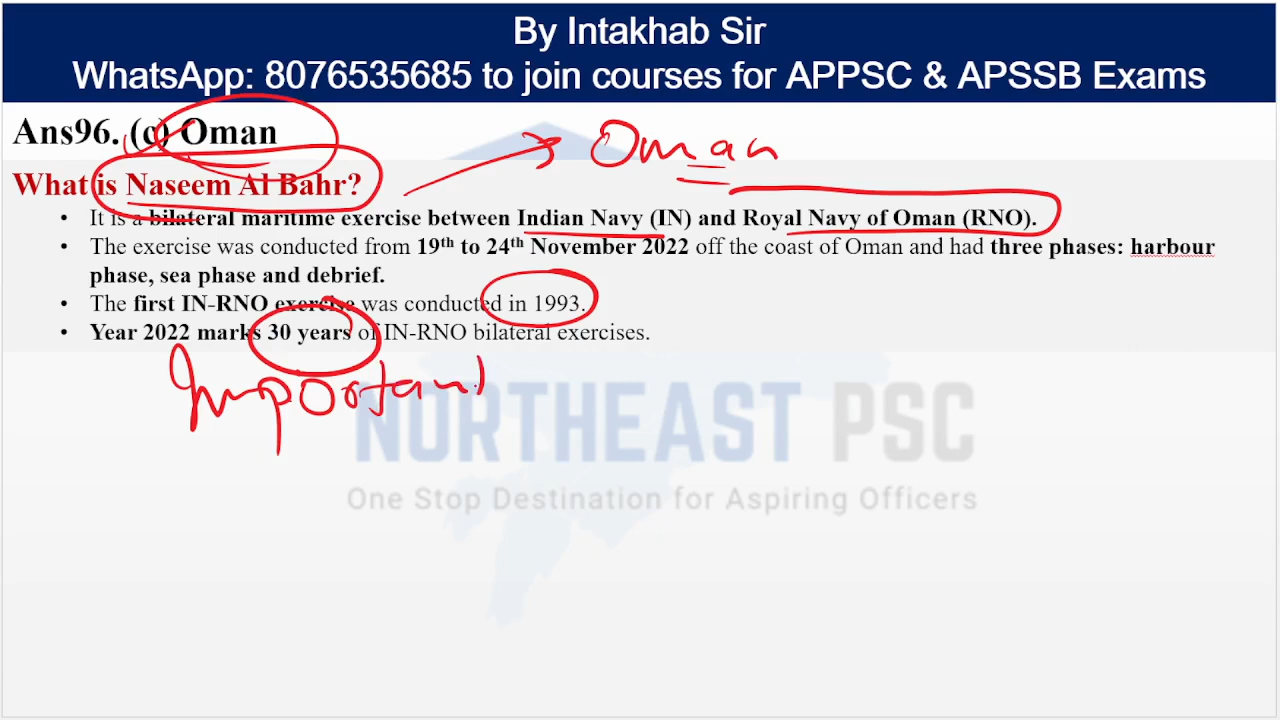 By Intakhab Sir
WhatsApp: 8076535685 to join courses for APPSC & APSSB Exams
Ans96. (c) Oman
Oman
What is Naseem Al Bahr?
• It is a bilateral maritime exercise between Indian Navy (IN) and Royal Navy of Oman (RNO).
• The exercise was conducted from 19th to 24th November 2022 off the coast of Oman and had three phases: harbour
phase, sea phase and debrief.
• The first IN-RNO exercise was conducted in 1993.
• Year 2022 marks 30 years of IN-RNO bilateral exercises.
Important
NORTHEAST PSC
One Stop Destination for Aspiring Officers